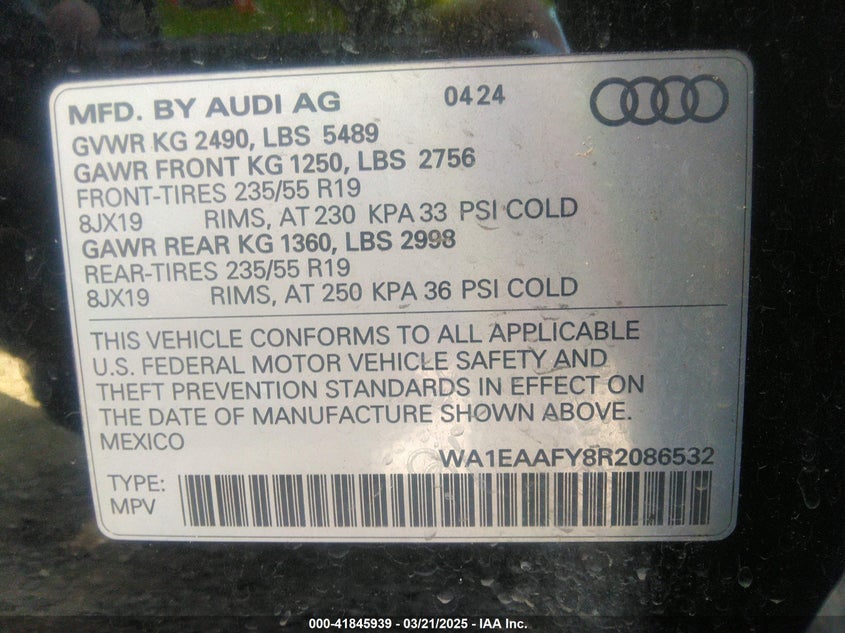 MFD. BY AUDI AG 04 24
GVWR KG 2490, LBS 5489
GAWR FRONT KG 1250, LBS 2756
FRONT-TIRES 235/55 R19
8JX19 RIMS, AT 230 KPA 33 PSI COLD
GAWR REAR KG 1360, LBS 2998
REAR-TIRES 235/55 R19
8JX19 RIMS, AT 250 KPA 36 PSI COLD
THIS VEHICLE CONFORMS TO ALL APPLICABLE
U.S. FEDERAL MOTOR VEHICLE SAFETY AND
THEFT PREVENTION STANDARDS IN EFFECT ON
THE DATE OF MANUFACTURE SHOWN ABOVE.
MEXICO
WA1EAAFY8R2086532
TYPE:
MPV
000-41845939 - 03/21/2025 - IAA Inc.